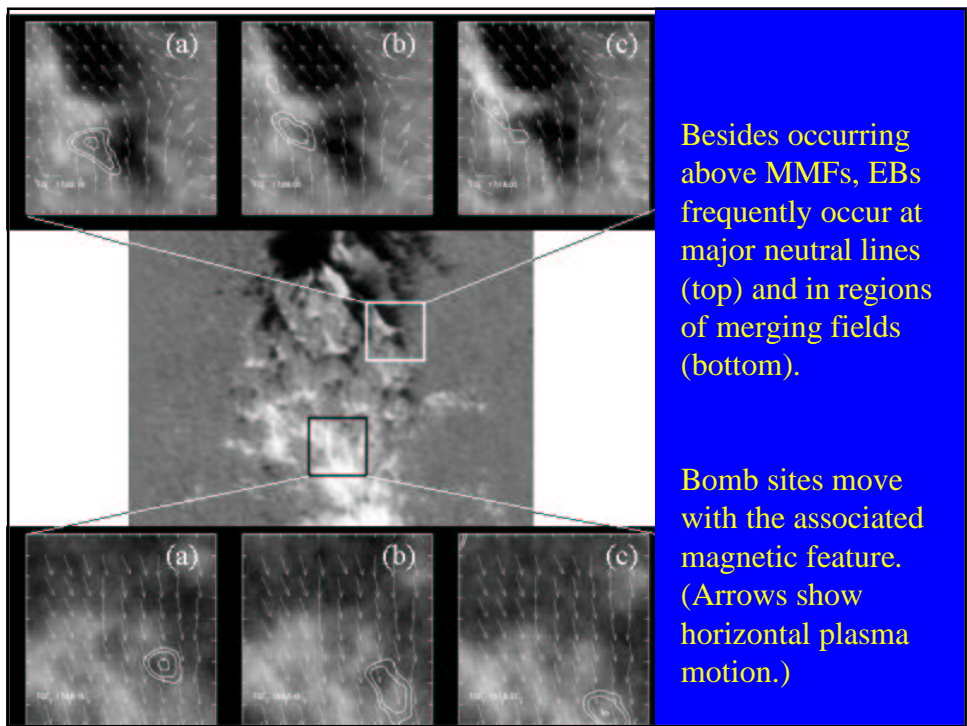 (a)
(b)
(c)
Besides occurring
above MMFs, EBs
frequently occur at
major neutral lines
(top) and in regions
of merging fields
(bottom).
Bomb sites move
with the associated
magnetic feature.
(Arrows show
horizontal plasma
motion.)
(a)
(b)
(c)